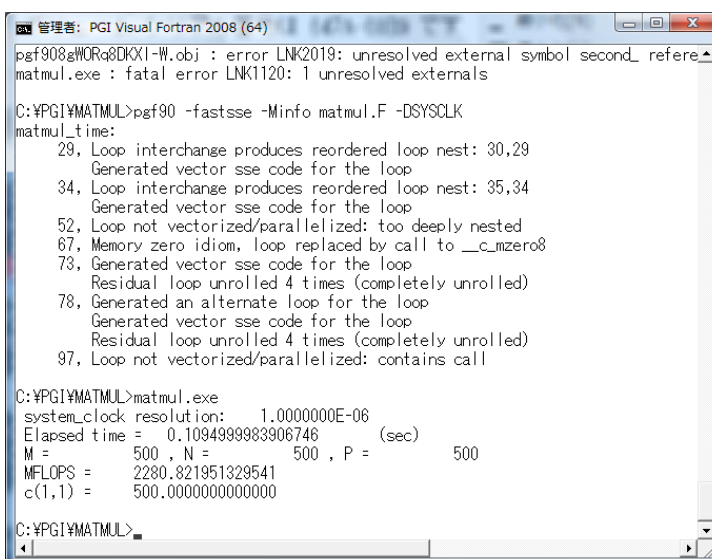 管理者: PGI Visual Fortran 2008 (64)
pgf908gWORq8DKXl-W.obj : error LNK2019: unresolved external symbol second_ refere
matmul.exe : fatal error LNK1120: 1 unresolved externals
C:¥PGI¥MATMUL>pgf90 -fastsse -Minfo matmul.F -DSYSCLK
matmul_time:
29, Loop interchange produces reordered loop nest: 30,29
Generated vector sse code for the loop
34, Loop interchange produces reordered loop nest: 35,34
Generated vector sse code for the loop
52, Loop not vectorized/parallelized: too deeply nested
67, Memory zero idiom, loop replaced by call to __c_mzero8
73, Generated vector sse code for the loop
Residual loop unrolled 4 times (completely unrolled)
78, Generated an alternate loop for the loop
Generated vector sse code for the loop
Residual loop unrolled 4 times (completely unrolled)
97, Loop not vectorized/parallelized: contains call
C:¥PGI¥MATMUL>matmul.exe
system_clock resolution: 1.0000000E-06
Elapsed time = 0.1094999983906746 (sec)
M = 500 , N = 500 , P = 500
MFLOPS = 2280.821951329541
c(1,1) = 500.0000000000000
C:¥PGI¥MATMUL>_